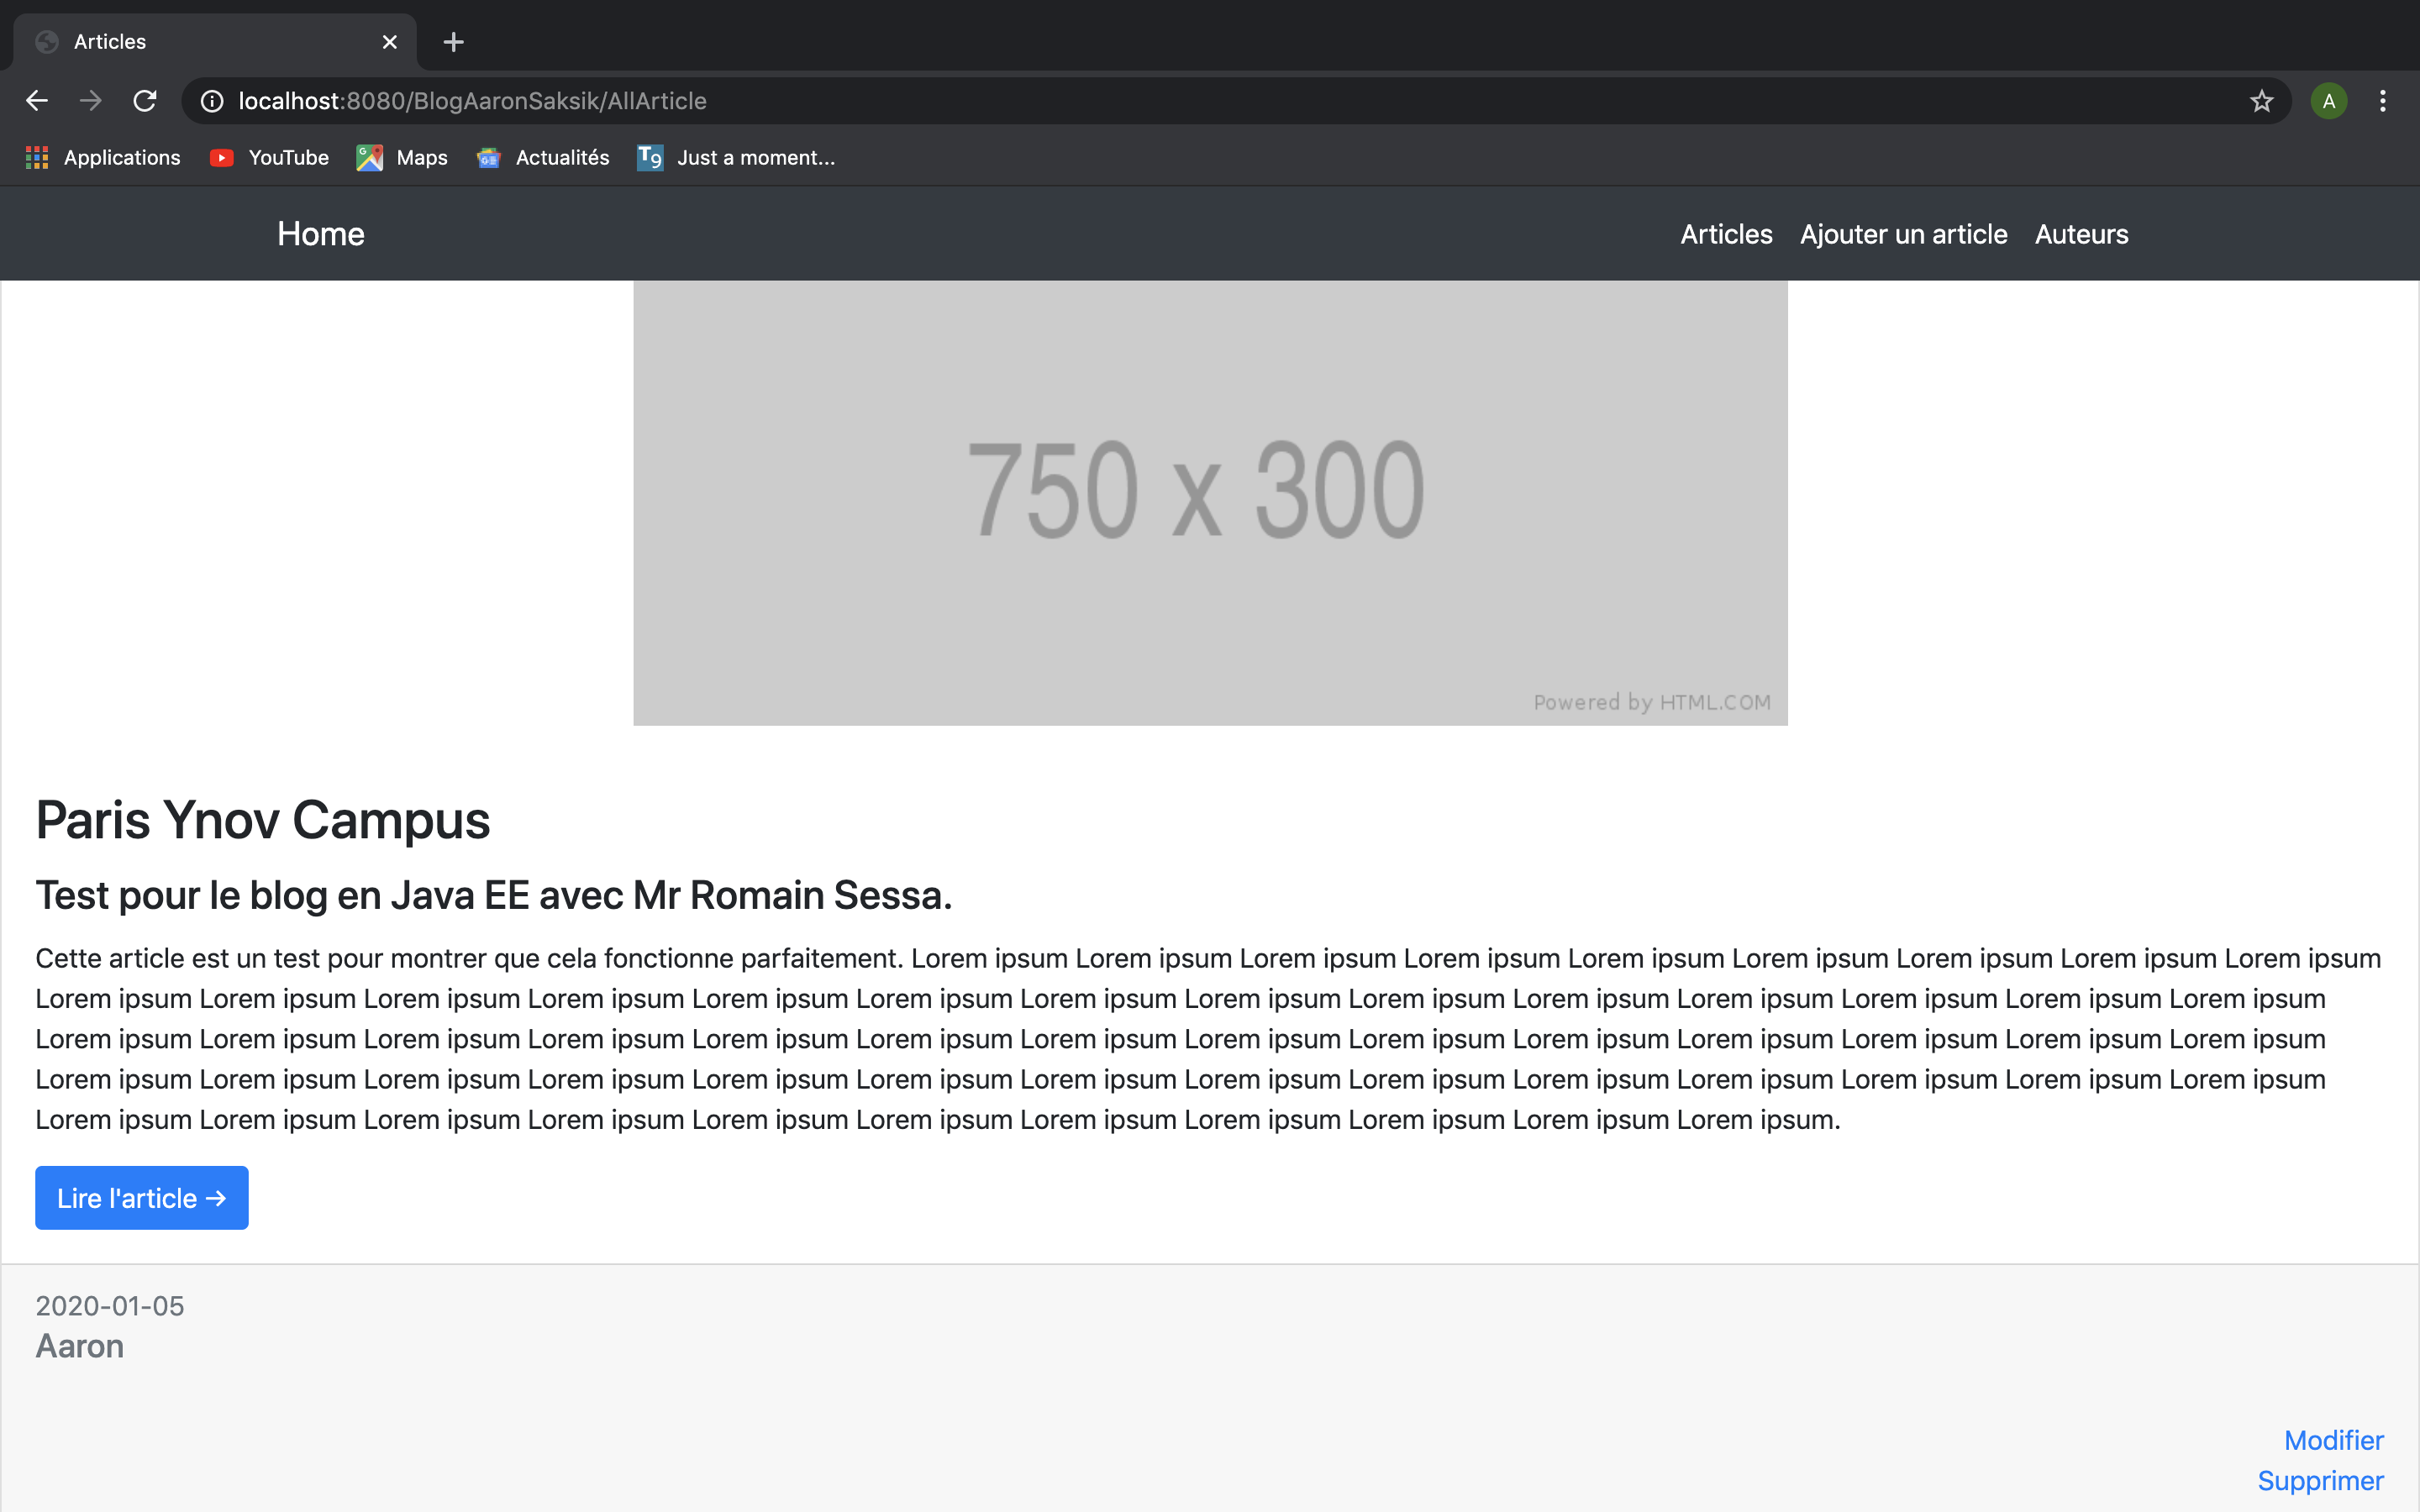 Articles
localhost:8080/BlogAaronSaksik/AllArticle
A
Applications YouTube Maps Actualités Just a moment...
Home Articles Ajouter un article Auteurs
750 x 300
Powered by HTML.COM
Paris Ynov Campus
Test pour le blog en Java EE avec Mr Romain Sessa.
Cette article est un test pour montrer que cela fonctionne parfaitement. Lorem ipsum Lorem ipsum Lorem ipsum Lorem ipsum Lorem ipsum Lorem ipsum Lorem ipsum Lorem ipsum Lorem ipsum
Lorem ipsum Lorem ipsum Lorem ipsum Lorem ipsum Lorem ipsum Lorem ipsum Lorem ipsum Lorem ipsum Lorem ipsum Lorem ipsum Lorem ipsum Lorem ipsum Lorem ipsum Lorem ipsum
Lorem ipsum Lorem ipsum Lorem ipsum Lorem ipsum Lorem ipsum Lorem ipsum Lorem ipsum Lorem ipsum Lorem ipsum Lorem ipsum Lorem ipsum Lorem ipsum Lorem ipsum Lorem ipsum
Lorem ipsum Lorem ipsum Lorem ipsum Lorem ipsum Lorem ipsum Lorem ipsum Lorem ipsum Lorem ipsum Lorem ipsum Lorem ipsum Lorem ipsum Lorem ipsum Lorem ipsum Lorem ipsum
Lorem ipsum Lorem ipsum Lorem ipsum Lorem ipsum Lorem ipsum Lorem ipsum Lorem ipsum Lorem ipsum Lorem ipsum Lorem ipsum Lorem ipsum.
Lire l'article →
2020-01-05
Aaron
Modifier
Supprimer